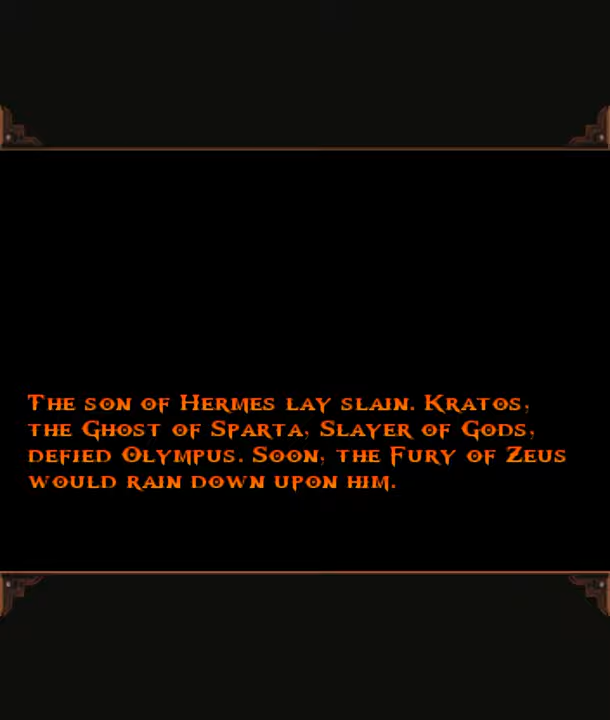 The son of Hermes lay slain. Kratos,
the Ghost of Sparta, Slayer of Gods,
defied Olympus. Soon, the Fury of Zeus
would rain down upon him.